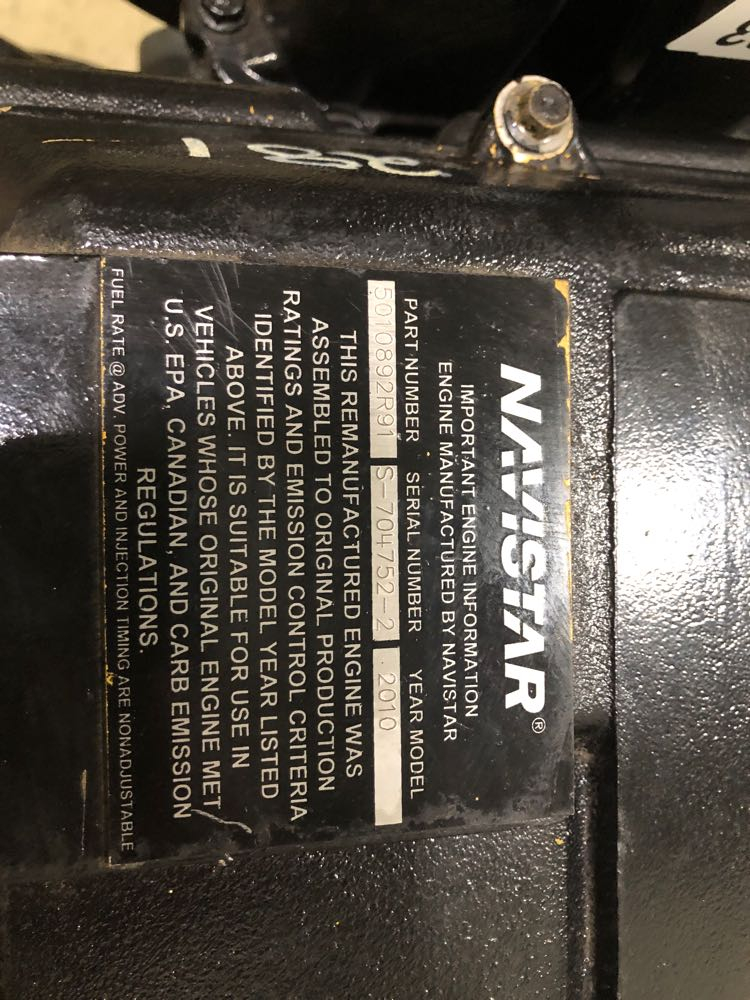 NAVISTAR®
IMPORTANT ENGINE INFORMATION
ENGINE MANUFACTURED BY NAVISTAR
PART NUMBER SERIAL NUMBER YEAR MODEL
5010892R91 S-704752-2 2010
THIS REMANUFACTURED ENGINE WAS
ASSEMBLED TO ORIGINAL PRODUCTION
RATINGS AND EMISSION CONTROL CRITERIA
IDENTIFIED BY THE MODEL YEAR LISTED
ABOVE. IT IS SUITABLE FOR USE IN
VEHICLES WHOSE ORIGINAL ENGINE MET
U.S. EPA, CANADIAN, AND CARB EMISSION
REGULATIONS.
FUEL RATE @ ADV. POWER AND INJECTION TIMING ARE NONADJUSTABLE